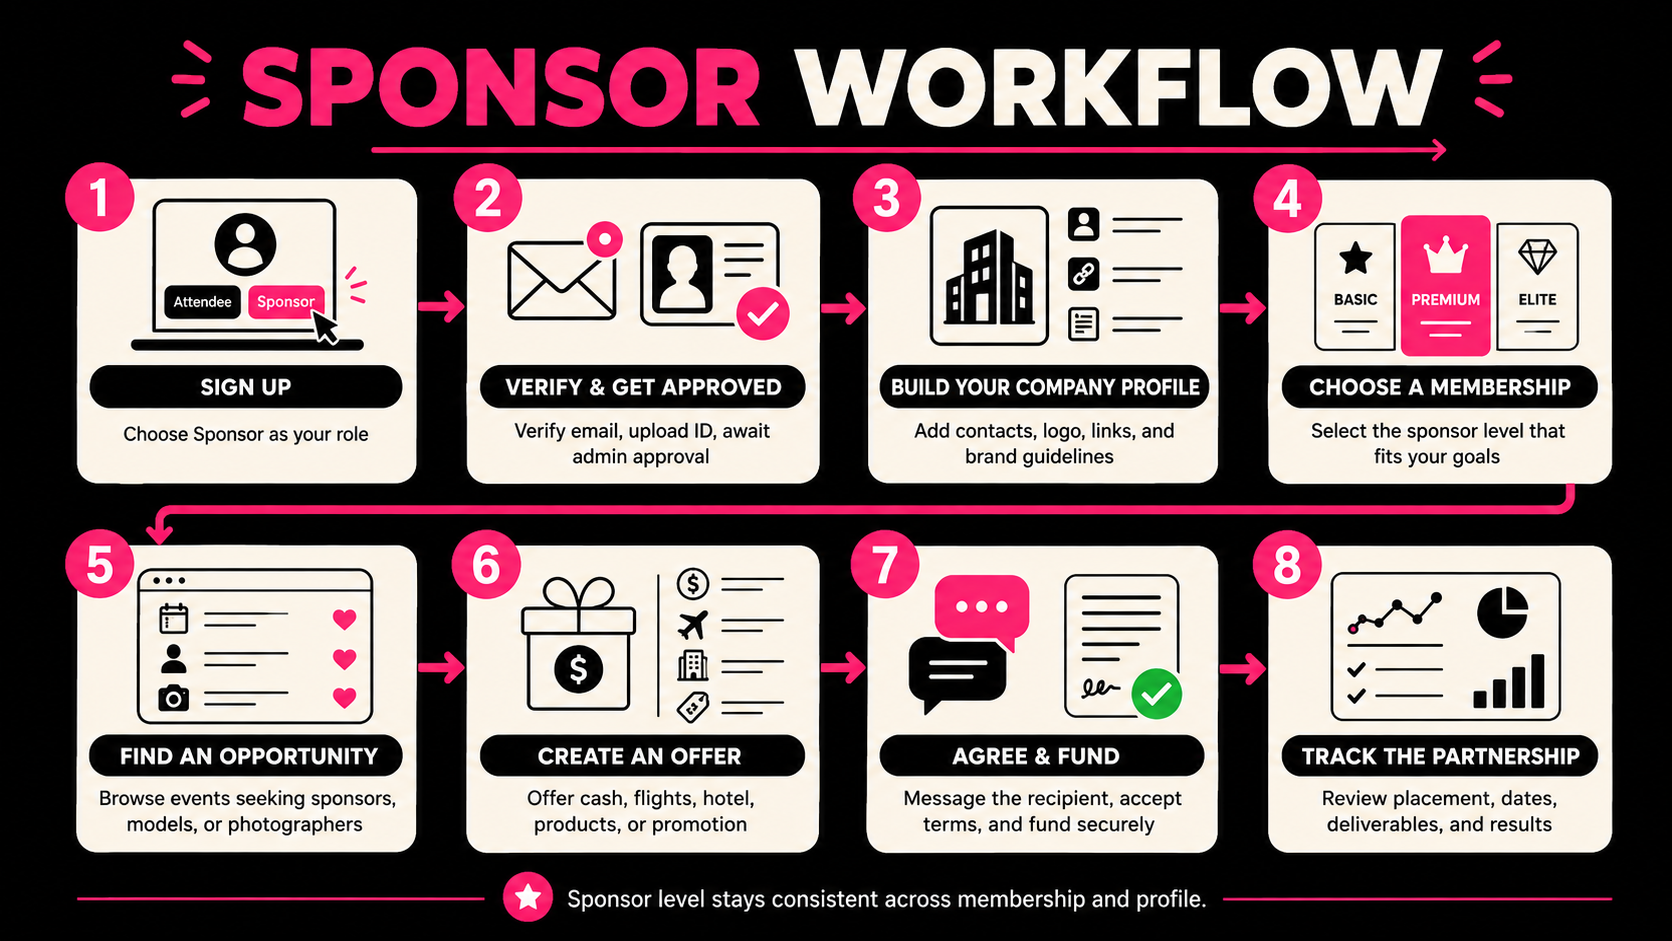 SPONSOR WORKFLOW
1
Attendee
Sponsor
SIGN UP
Choose Sponsor as your role
2
VERIFY & GET APPROVED
Verify email, upload ID, await
admin approval
3
BUILD YOUR COMPANY PROFILE
Add contacts, logo, links, and
brand guidelines
4
BASIC
PREMIUM
ELITE
CHOOSE A MEMBERSHIP
Select the sponsor level that
fits your goals
5
FIND AN OPPORTUNITY
Browse events seeking sponsors,
models, or photographers
6
$
$
CREATE AN OFFER
Offer cash, flights, hotel,
products, or promotion
7
AGREE & FUND
Message the recipient, accept
terms, and fund securely
8
TRACK THE PARTNERSHIP
Review placement, dates,
deliverables, and results
Sponsor level stays consistent across membership and profile.